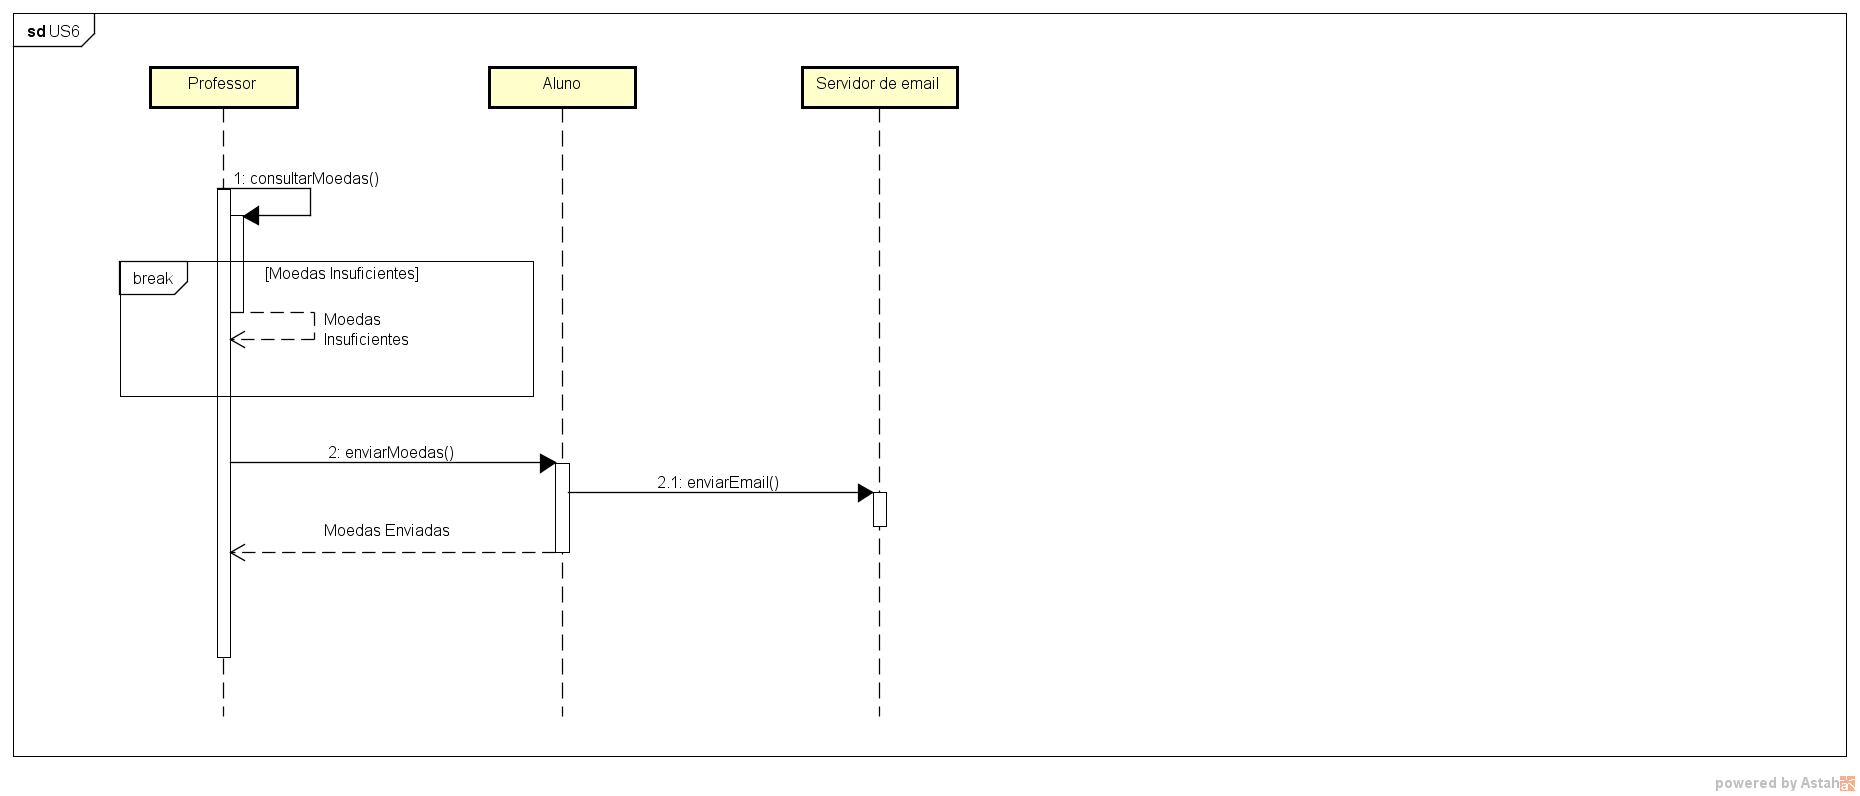 sd US6
Professor
Aluno
Servidor de email
1: consultarMoedas()
break
[Moedas Insuficientes]
Moedas
Insuficientes
2: enviarMoedas()
2.1: enviarEmail()
Moedas Enviadas
powered by Astah